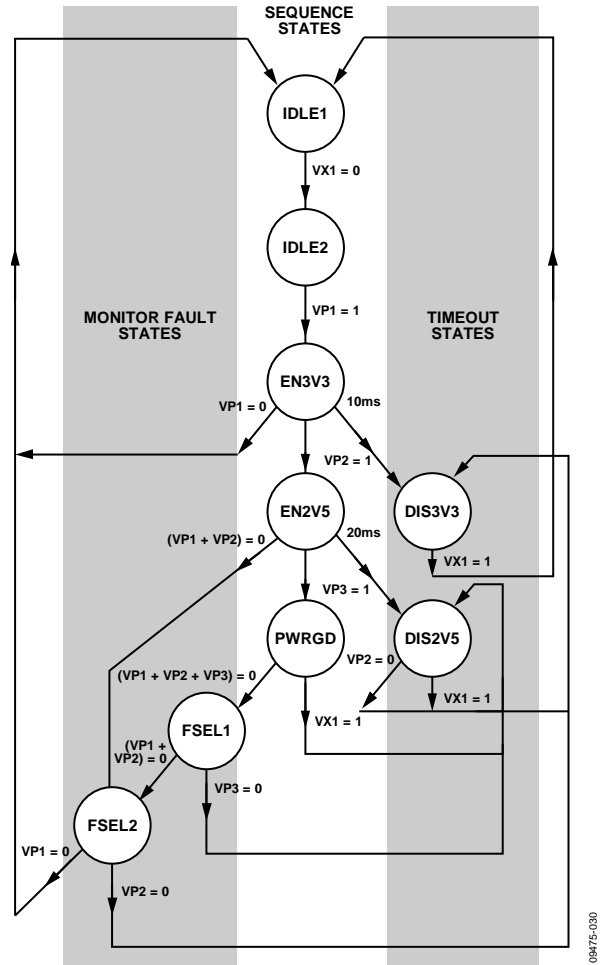 SEQUENCE
STATES
IDLE1
VX1 = 0
IDLE2
MONITOR FAULT
STATES
TIMEOUT
STATES
VP1 = 1
EN3V3
VP1 = 0
10ms
VP2 = 1
EN2V5
DIS3V3
(VP1 + VP2) = 0
20ms
VX1 = 1
VP3 = 1
PWRGD
DIS2V5
VP2 = 0
(VP1 + VP2 + VP3) = 0
VX1 = 1
FSEL1
VX1 = 1
(VP1 +
VP2) = 0
VP3 = 0
FSEL2
VP1 = 0
VP2 = 0
09475-030